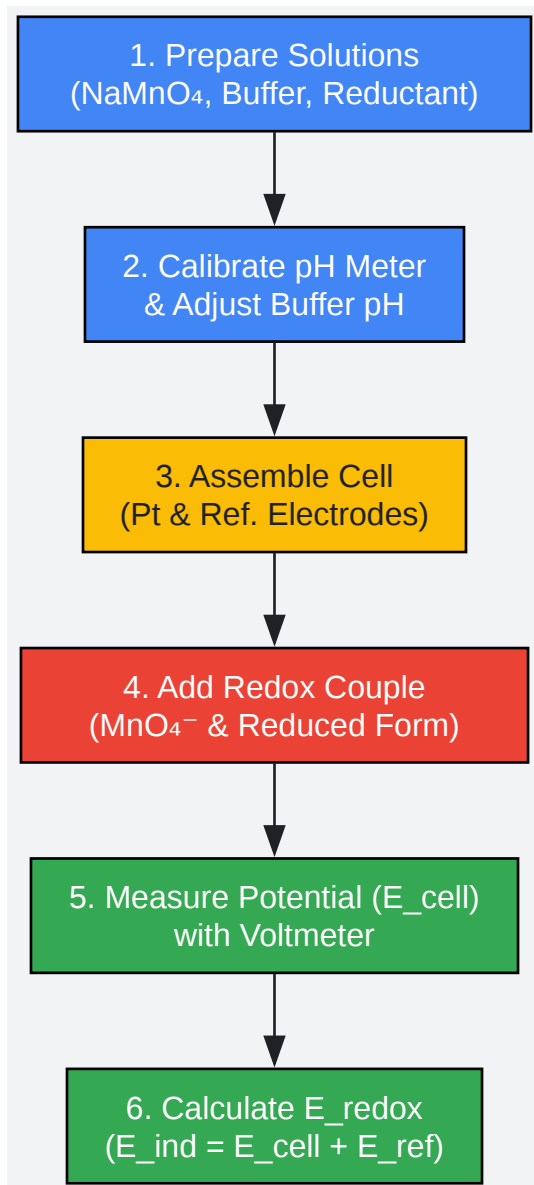 1. Prepare Solutions
(NaMnO₄, Buffer, Reductant)
2. Calibrate pH Meter
& Adjust Buffer pH
3. Assemble Cell
(Pt & Ref. Electrodes)
4. Add Redox Couple
(MnO₄⁻ & Reduced Form)
5. Measure Potential (E_cell)
with Voltmeter
6. Calculate E_redox
(E_ind = E_cell + E_ref)